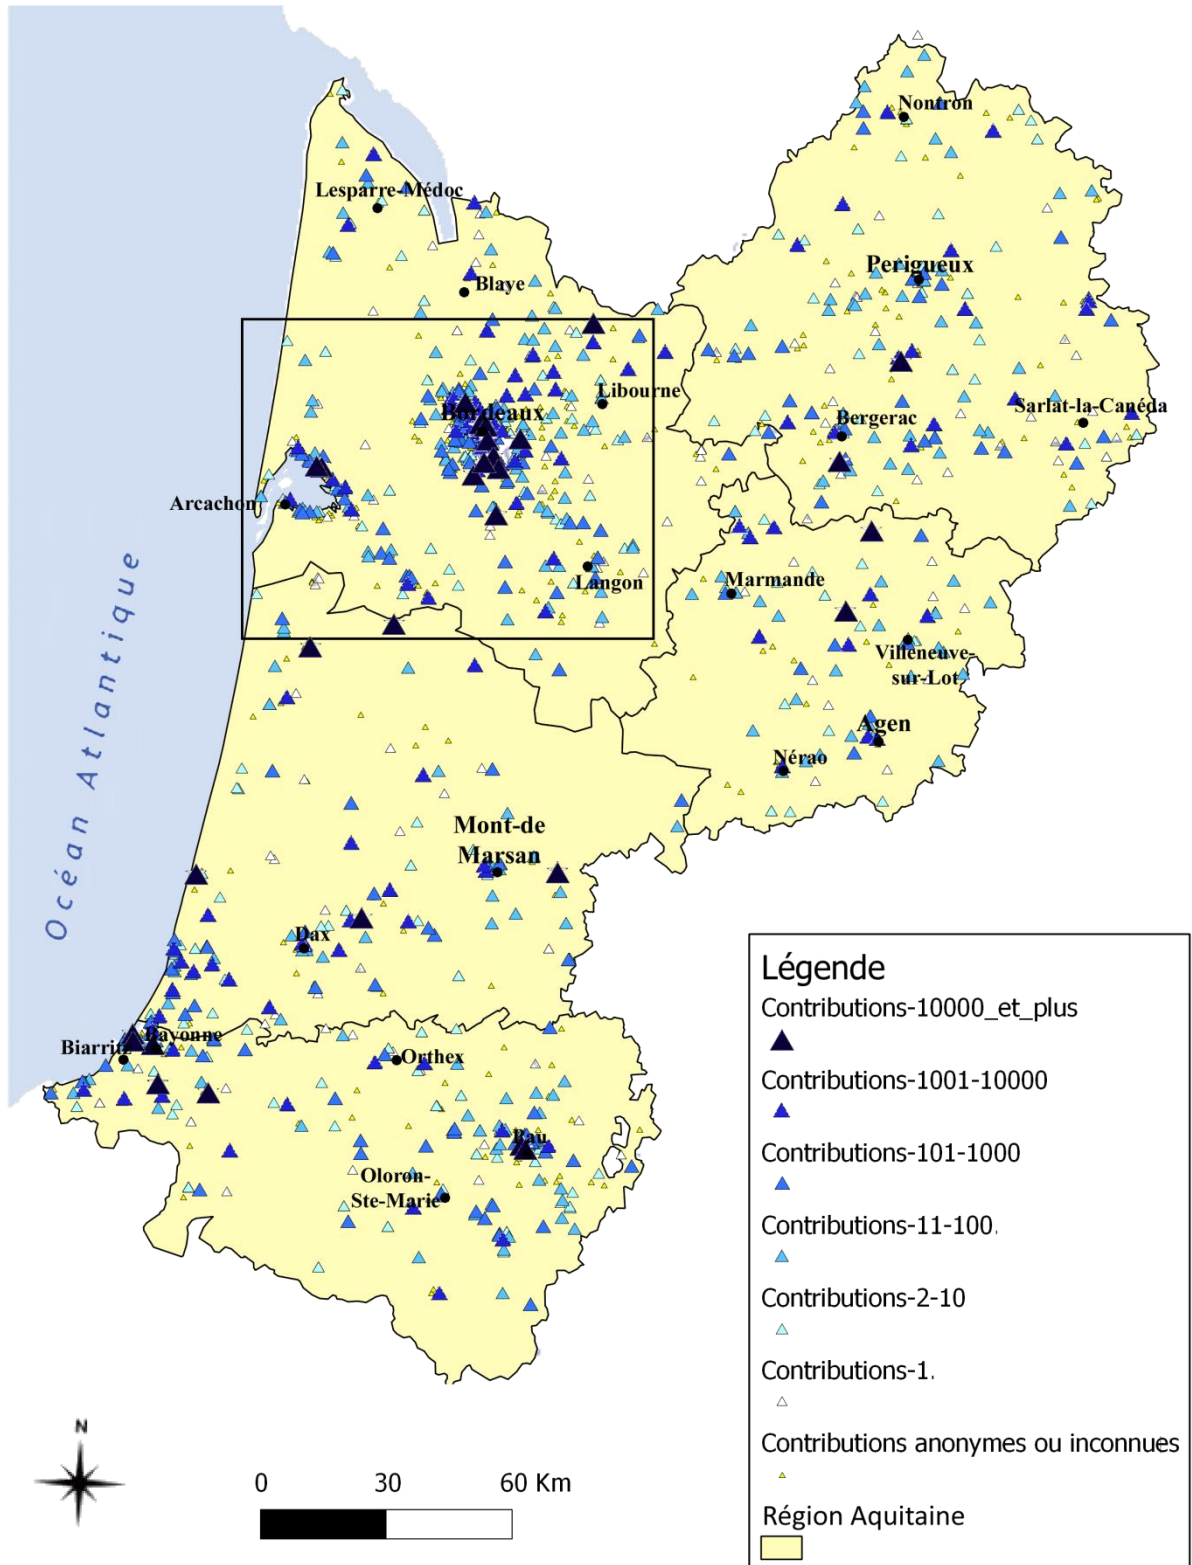 Nontron
Lesparre-Médoc
Blaye
Perigueux
Libourne
Bordeaux
Bergerac
Sarlat-la-Canéda
Arcachon
Langon
Marmande
Villeneuve-
sur-Lot
Agen
Nérao
Océan Atlantique
Mont-de
Marsan
Dax
Bayonne
Biarritz
Orthex
Pau
Oloron-
Ste-Marie
N
0 30 60 Km
Légende
Contributions-10000_et_plus
Contributions-1001-10000
Contributions-101-1000
Contributions-11-100.
Contributions-2-10
Contributions-1.
Contributions anonymes ou inconnues
Région Aquitaine